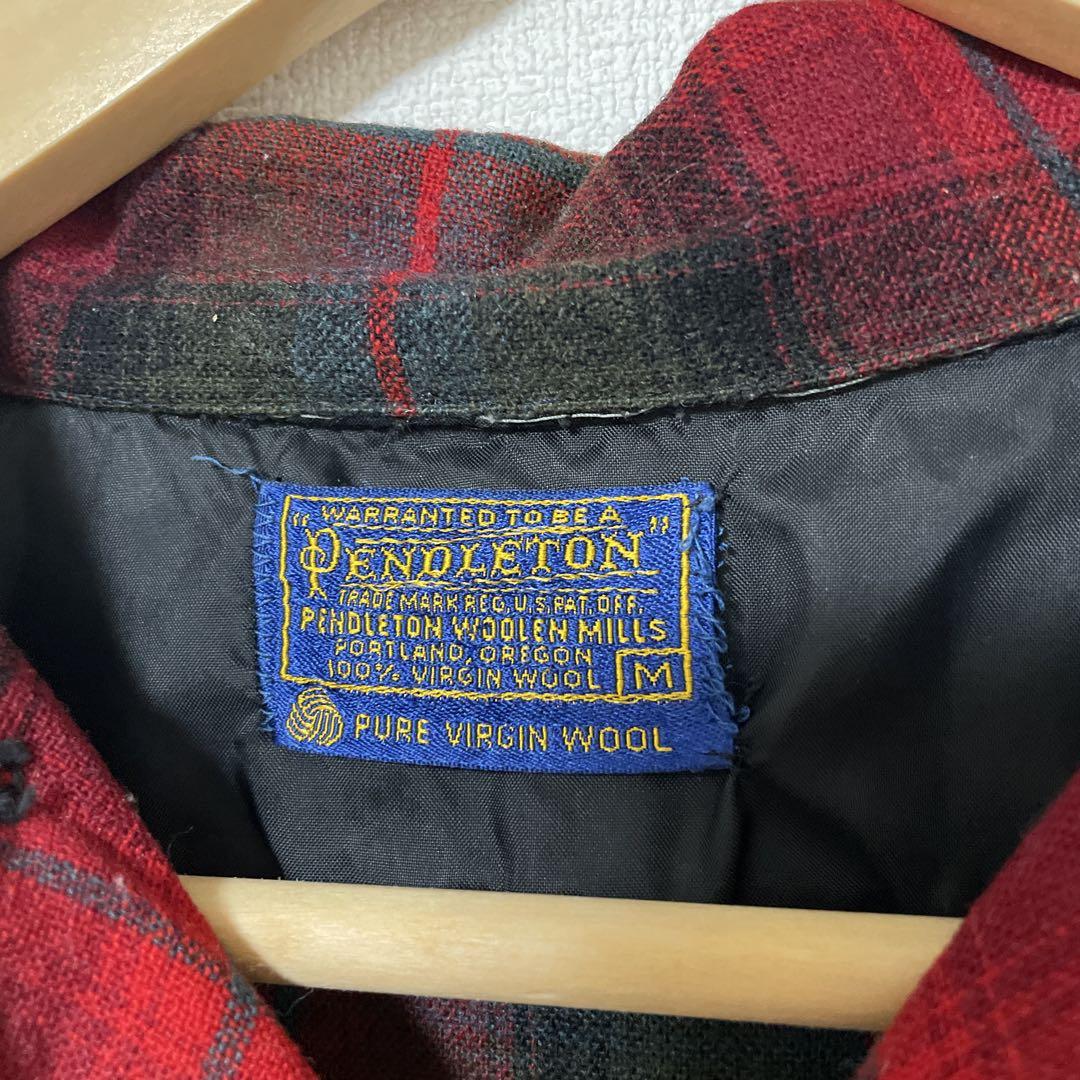 WARRANTED TO BE A
"PENDLETON"
TRADE MARK REG. U.S. PAT. OFF.
PENDLETON WOOLEN MILLS
PORTLAND, OREGON
100% VIRGIN WOOL M
PURE VIRGIN WOOL